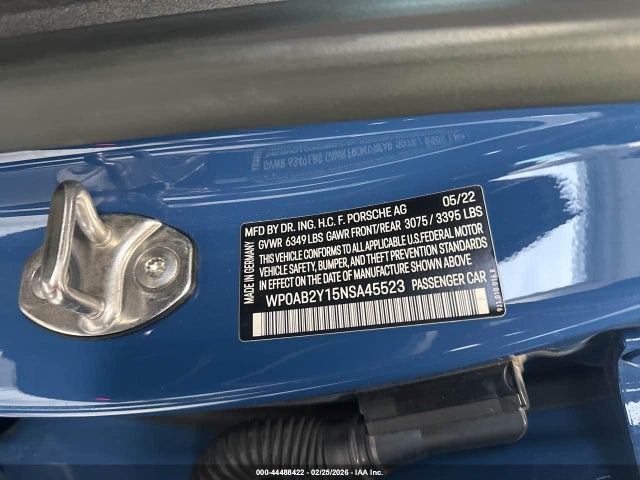 MFD BY DR. ING. H.C. F. PORSCHE AG 05/22
GVWR 6349 LBS GAWR FRONT/REAR 3075 / 3395 LBS
THIS VEHICLE CONFORMS TO ALL APPLICABLE U.S. FEDERAL MOTOR
VEHICLE SAFETY, BUMPER, AND THEFT PREVENTION STANDARDS
IN EFFECT ON THE DATE OF MANUFACTURE SHOWN ABOVE
WP0AB2Y15NSA45523 PASSENGER CAR
MADE IN GERMANY
000-44488422 - 02/25/2026 - IAA Inc.